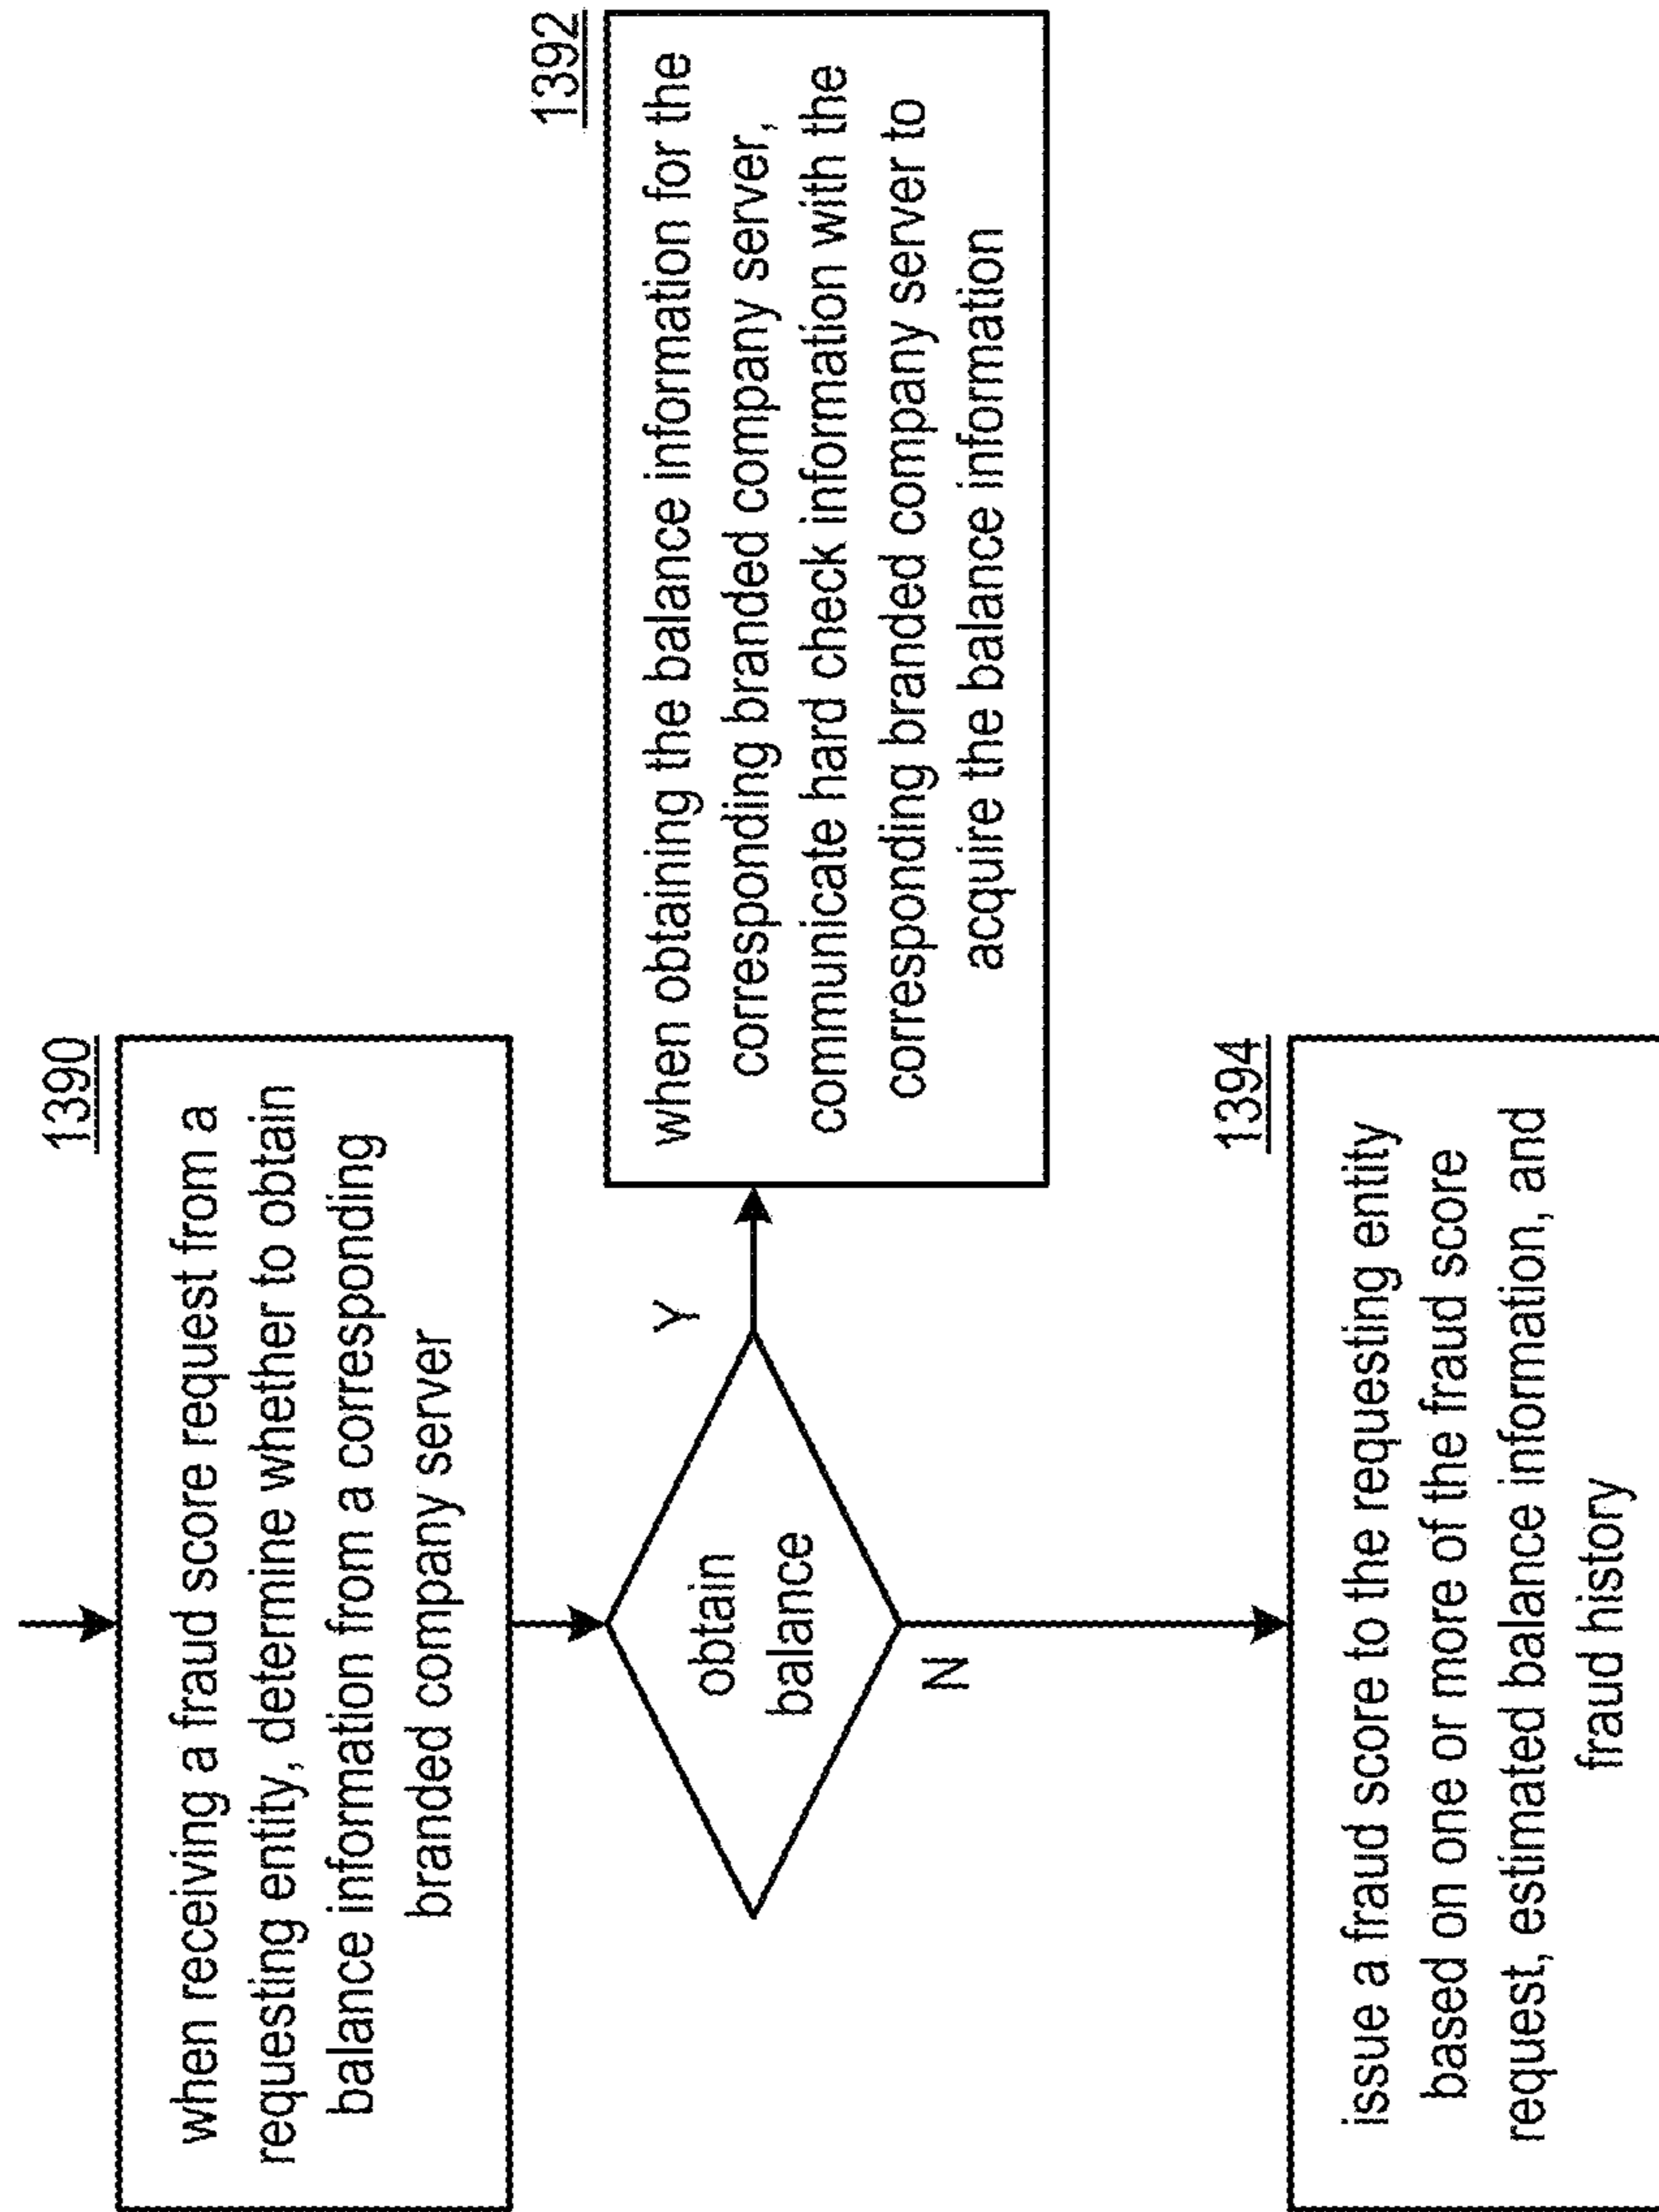 1390
when receiving a fraud score request from a
requesting entity, determine whether to obtain
balance information from a corresponding
branded company server
obtain
balance
Y
N
1392
when obtaining the balance information for the
corresponding branded company server,
communicate hard check information with the
corresponding branded company server to
acquire the balance information
1394
issue a fraud score to the requesting entity
based on one or more of the fraud score
request, estimated balance information, and
fraud history